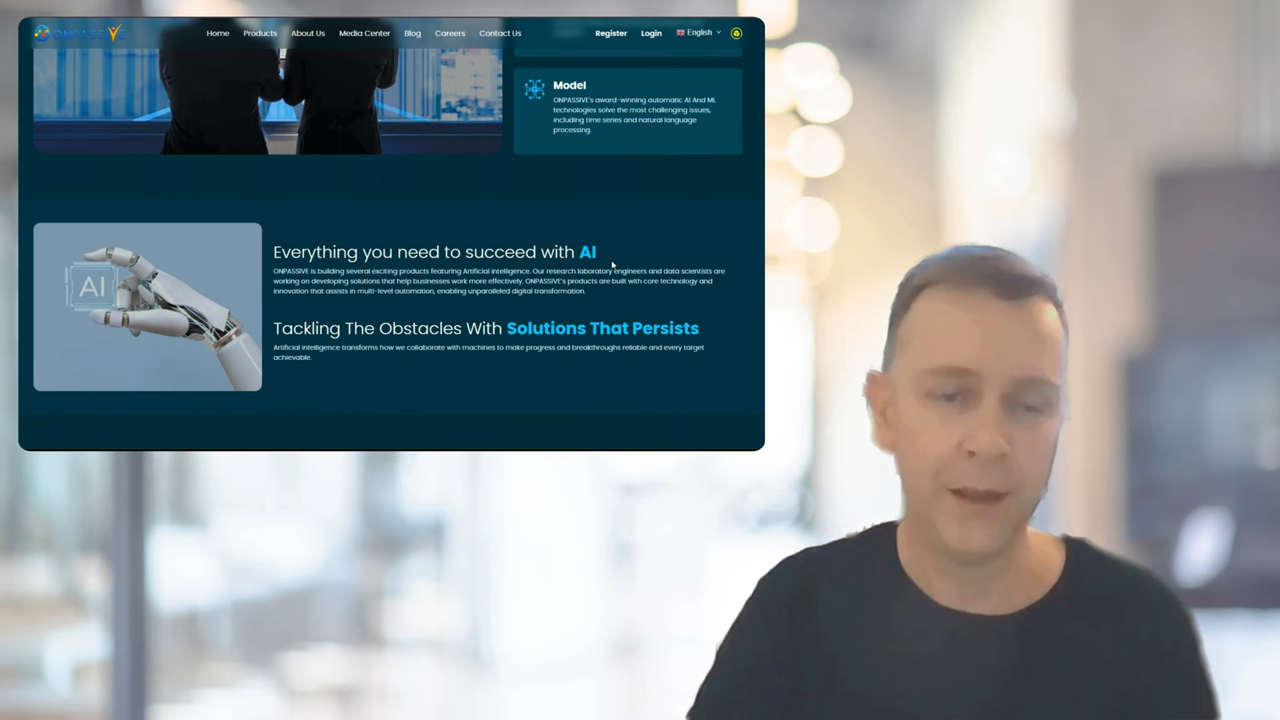 ONPASSIVE Home Products About Us Media Center Blog Careers Contact Us Register Login English
Model
ONPASSIVE's award-winning automatic AI And ML
technologies solve the most challenging issues,
including time series and natural language
processing.
AI
Everything you need to succeed with AI
ONPASSIVE is building several exciting products featuring Artificial intelligence. Our research laboratory engineers and data scientists are
working on developing solutions that help businesses work more effectively. ONPASSIVE's products are built with core technology and
innovation that assists in multi-level automation, enabling unparalleled digital transformation.
Tackling The Obstacles With Solutions That Persists
Artificial intelligence transforms how we collaborate with machines to make progress and breakthroughs reliable and every target
achievable.